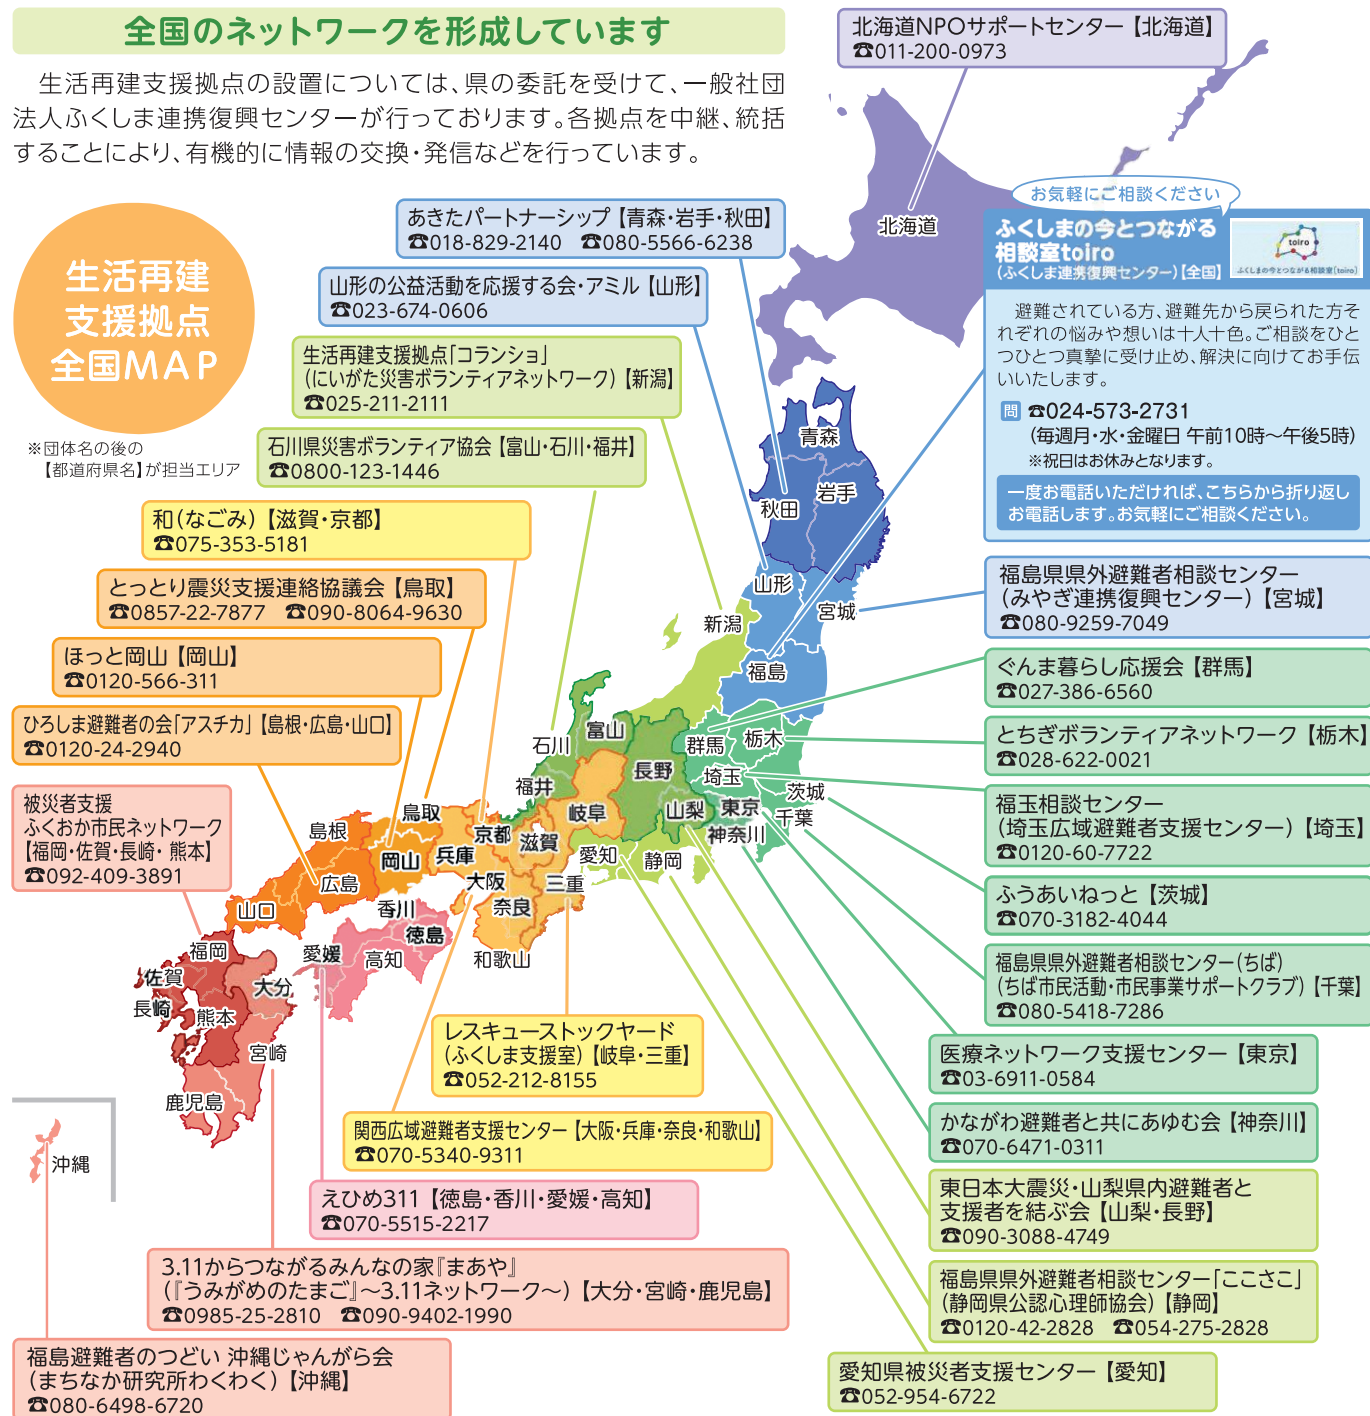 全国のネットワークを形成しています
生活再建支援拠点の設置については、県の委託を受けて、一般社団
法人ふくしま連携復興センターが行っております。各拠点を中継、統括
することにより、有機的に情報の交換・発信などを行っています。
生活再建
支援拠点
全国MAP
※団体名の後の
【都道府県名】が担当エリア
北海道NPOサポートセンター【北海道】
☎011-200-0973
お気軽にご相談ください
ふくしまの今とつながる
相談室toiro
(ふくしま連携復興センター)【全国】
toiro
ふくしまの今とつながる相談室[toiro]
避難されている方、避難先から戻られた方そ
れぞれの悩みや想いは十人十色。ご相談をひと
つひとつ真摯に受け止め、解決に向けてお手伝
いいたします。
問 ☎024-573-2731
(毎週月・水・金曜日 午前10時～午後5時)
※祝日はお休みとなります。
一度お電話いただければ、こちらから折り返し
お電話します。お気軽にご相談ください。
あきたパートナーシップ【青森・岩手・秋田】
☎018-829-2140 ☎080-5566-6238
山形の公益活動を応援する会・アミル【山形】
☎023-674-0606
生活再建支援拠点「コランショ」
(にいがた災害ボランティアネットワーク)【新潟】
☎025-211-2111
石川県災害ボランティア協会【富山・石川・福井】
☎0800-123-1446
和(なごみ)【滋賀・京都】
☎075-353-5181
とっとり震災支援連絡協議会【鳥取】
☎0857-22-7877 ☎090-8064-9630
ほっと岡山【岡山】
☎0120-566-311
ひろしま避難者の会「アスチカ」【島根・広島・山口】
☎0120-24-2940
被災者支援
ふくおか市民ネットワーク
【福岡・佐賀・長崎・熊本】
☎092-409-3891
福島県県外避難者相談センター
(みやぎ連携復興センター)【宮城】
☎080-9259-7049
ぐんま暮らし応援会【群馬】
☎027-386-6560
とちぎボランティアネットワーク【栃木】
☎028-622-0021
福玉相談センター
(埼玉広域避難者支援センター)【埼玉】
☎0120-60-7722
ふうあいねっと【茨城】
☎070-3182-4044
福島県県外避難者相談センター(ちば)
(ちば市民活動・市民事業サポートクラブ)【千葉】
☎080-5418-7286
医療ネットワーク支援センター【東京】
☎03-6911-0584
かながわ避難者と共にあゆむ会【神奈川】
☎070-6471-0311
東日本大震災・山梨県内避難者と
支援者を結ぶ会【山梨・長野】
☎090-3088-4749
福島県県外避難者相談センター「ここさこ」
(静岡県公認心理師協会)【静岡】
☎0120-42-2828 ☎054-275-2828
愛知県被災者支援センター【愛知】
☎052-954-6722
レスキューストックヤード
(ふくしま支援室)【岐阜・三重】
☎052-212-8155
関西広域避難者支援センター【大阪・兵庫・奈良・和歌山】
☎070-5340-9311
えひめ311【徳島・香川・愛媛・高知】
☎070-5515-2217
3.11からつながるみんなの家『まあや』
(『うみがめのたまご』～3.11ネットワーク～)【大分・宮崎・鹿児島】
☎0985-25-2810 ☎090-9402-1990
福島避難者のつどい 沖縄じゃんがら会
(まちなか研究所わくわく)【沖縄】
☎080-6498-6720
北海道
青森
秋田
岩手
山形
宮城
新潟
福島
富山
石川
福井
長野
群馬
栃木
埼玉
茨城
山梨
東京
千葉
神奈川
岐阜
愛知
静岡
滋賀
京都
三重
大阪
奈良
和歌山
兵庫
鳥取
岡山
島根
広島
山口
香川
徳島
愛媛
高知
福岡
佐賀
長崎
熊本
大分
宮崎
鹿児島
沖縄